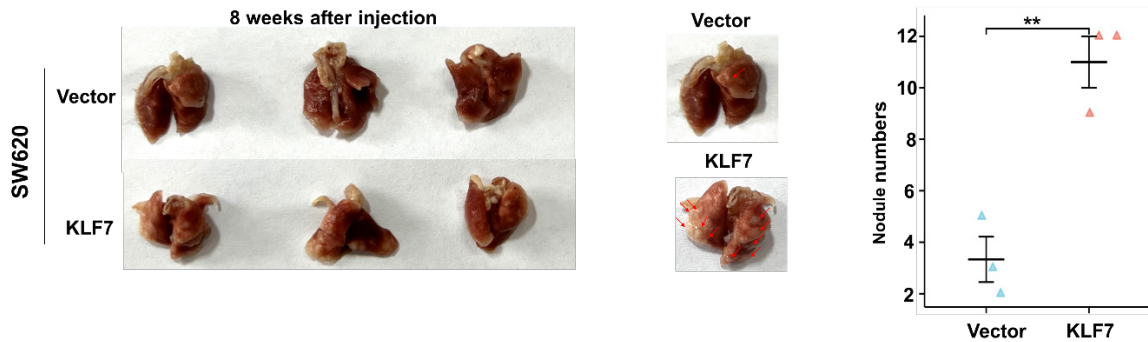 8 weeks after injection
SW620
Vector
KLF7
Vector
KLF7
**
Nodule numbers
12
10
8
6
4
2
Vector
KLF7